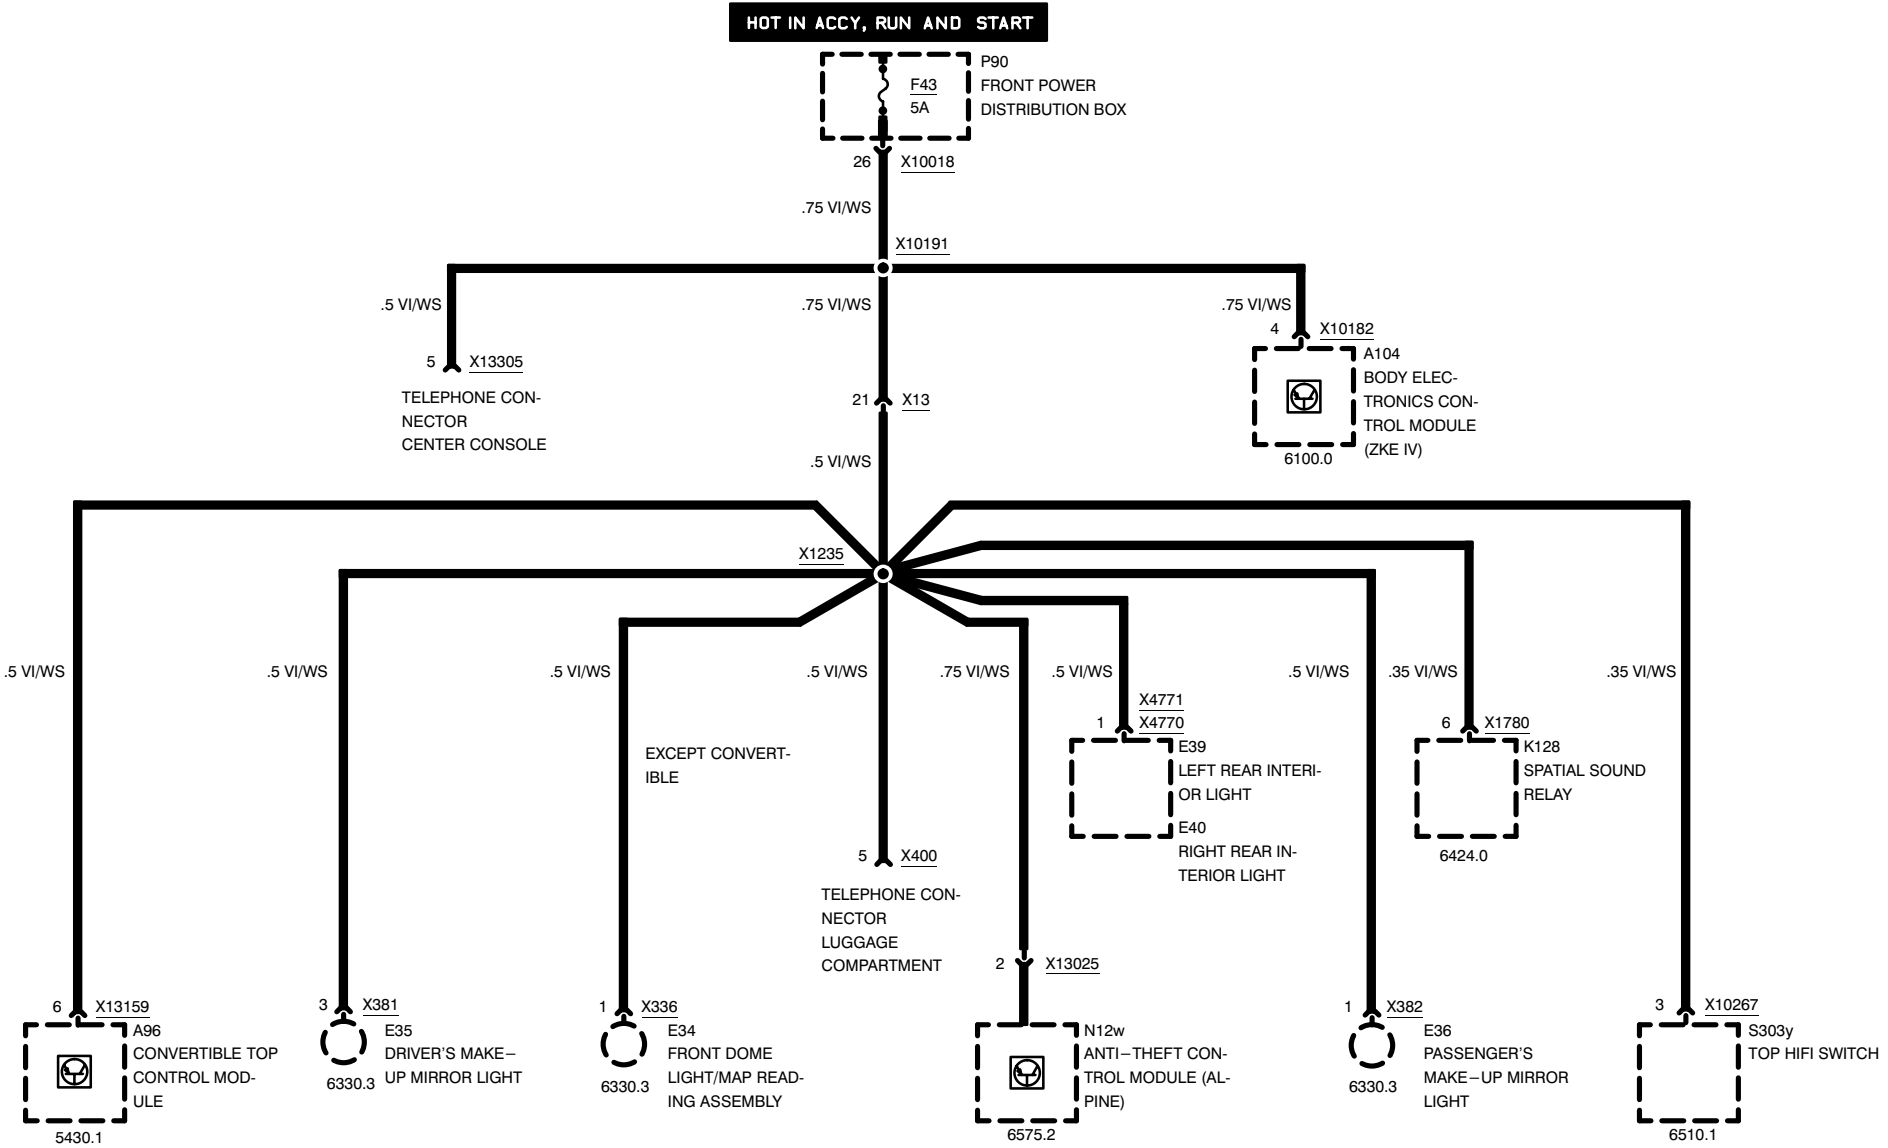 HOT IN ACCY, RUN AND START
P90
FRONT POWER
DISTRIBUTION BOX
F43
5A
26
X10018
.75 VI/WS
X10191
.5 VI/WS
.75 VI/WS
.75 VI/WS
5
X13305
TELEPHONE CON-
NECTOR
CENTER CONSOLE
21
X13
4
X10182
A104
BODY ELEC-
TRONICS CON-
TROL MODULE
(ZKE IV)
6100.0
.5 VI/WS
X1235
.5 VI/WS
.5 VI/WS
.5 VI/WS
.5 VI/WS
.75 VI/WS
.5 VI/WS
.5 VI/WS
.35 VI/WS
.35 VI/WS
EXCEPT CONVERT-
IBLE
X4771
1
X4770
E39
LEFT REAR INTERI-
OR LIGHT
E40
RIGHT REAR IN-
TERIOR LIGHT
6
X1780
K128
SPATIAL SOUND
RELAY
6424.0
5
X400
TELEPHONE CON-
NECTOR
LUGGAGE
COMPARTMENT
2
X13025
6
X13159
A96
CONVERTIBLE TOP
CONTROL MOD-
ULE
5430.1
3
X381
E35
DRIVER'S MAKE-
UP MIRROR LIGHT
6330.3
1
X336
E34
FRONT DOME
LIGHT/MAP READ-
ING ASSEMBLY
6330.3
N12w
ANTI-THEFT CON-
TROL MODULE (AL-
PINE)
6575.2
1
X382
E36
PASSENGER'S
MAKE-UP MIRROR
LIGHT
6330.3
3
X10267
S303y
TOP HIFI SWITCH
6510.1